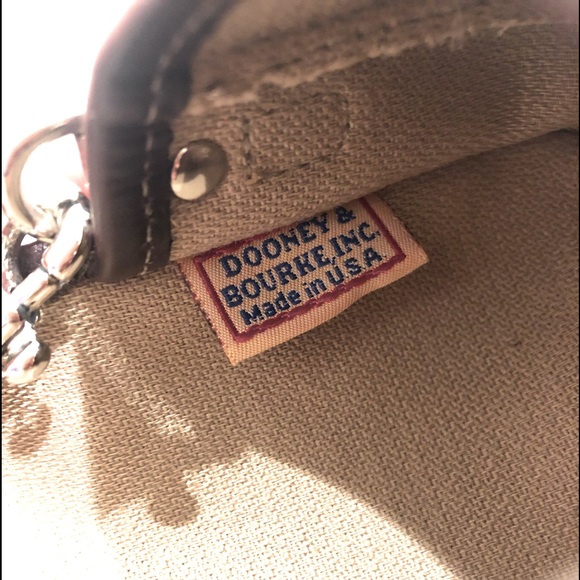 DOONEY &
BOURKE, INC.
Made in U.S.A